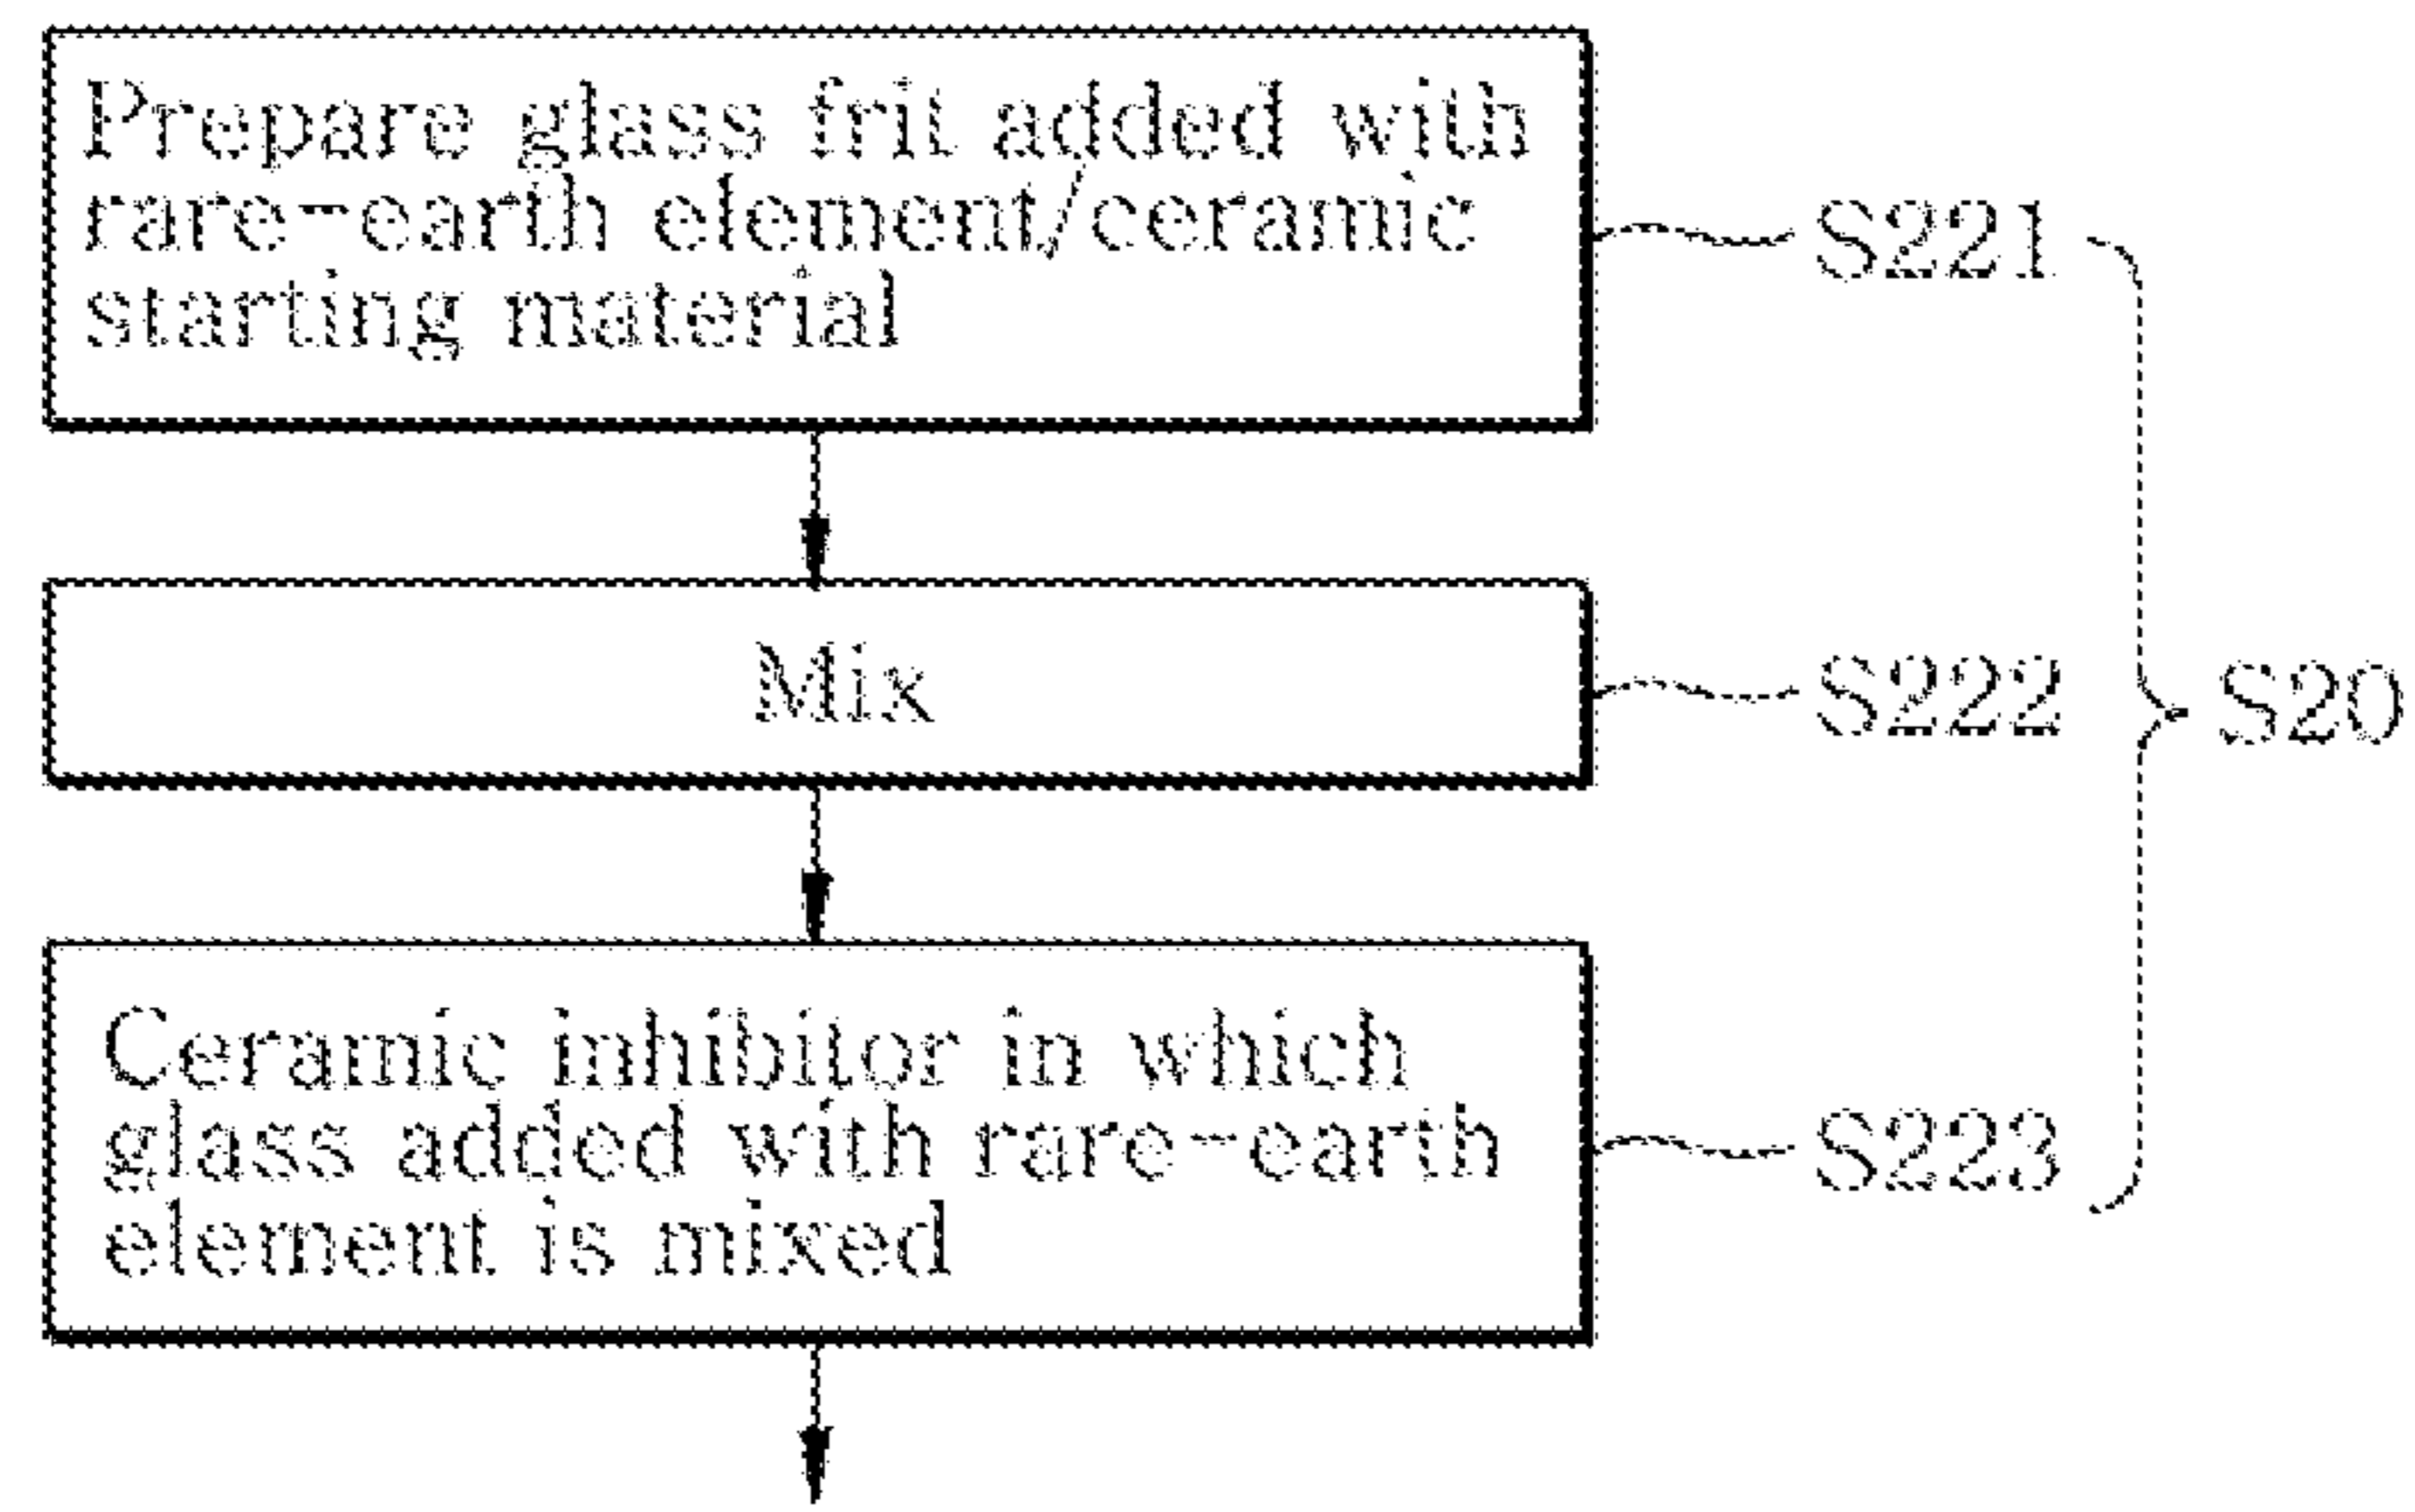 Prepare glass frit added with
rare-earth element/ceramic
starting material
S221
Mix
S222
S20
Ceramic inhibitor in which
glass added with rare-earth
element is mixed
S223